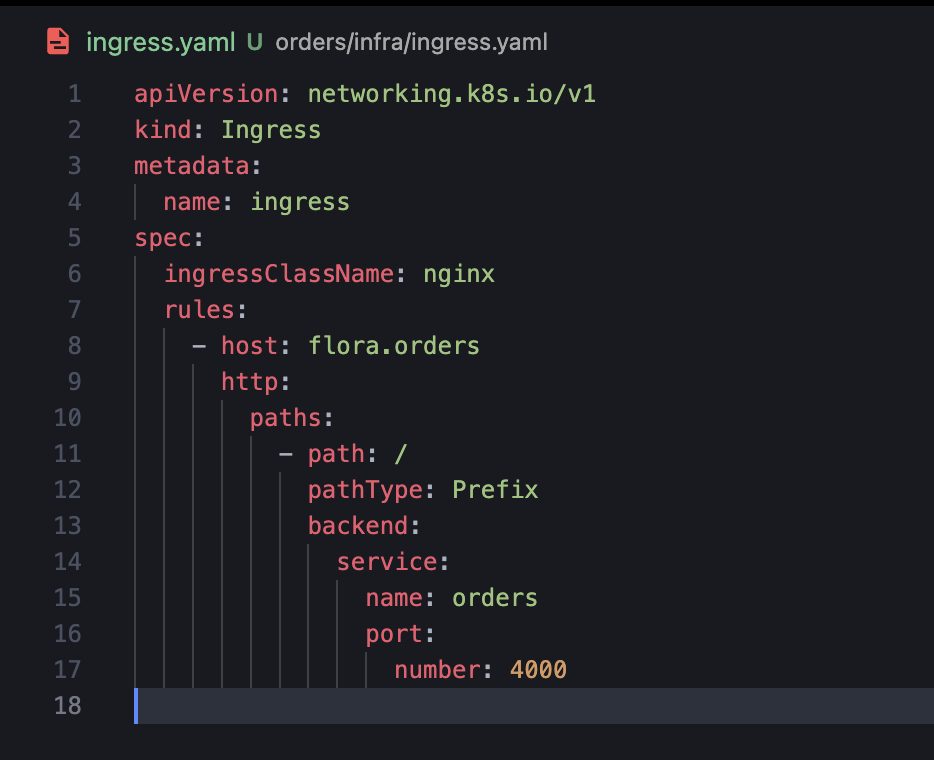 ingress.yaml U orders/infra/ingress.yaml
1 apiVersion: networking.k8s.io/v1
2 kind: Ingress
3 metadata:
4   name: ingress
5 spec:
6   ingressClassName: nginx
7   rules:
8     - host: flora.orders
9       http:
10         paths:
11           - path: /
12             pathType: Prefix
13             backend:
14               service:
15                 name: orders
16                 port:
17                   number: 4000
18